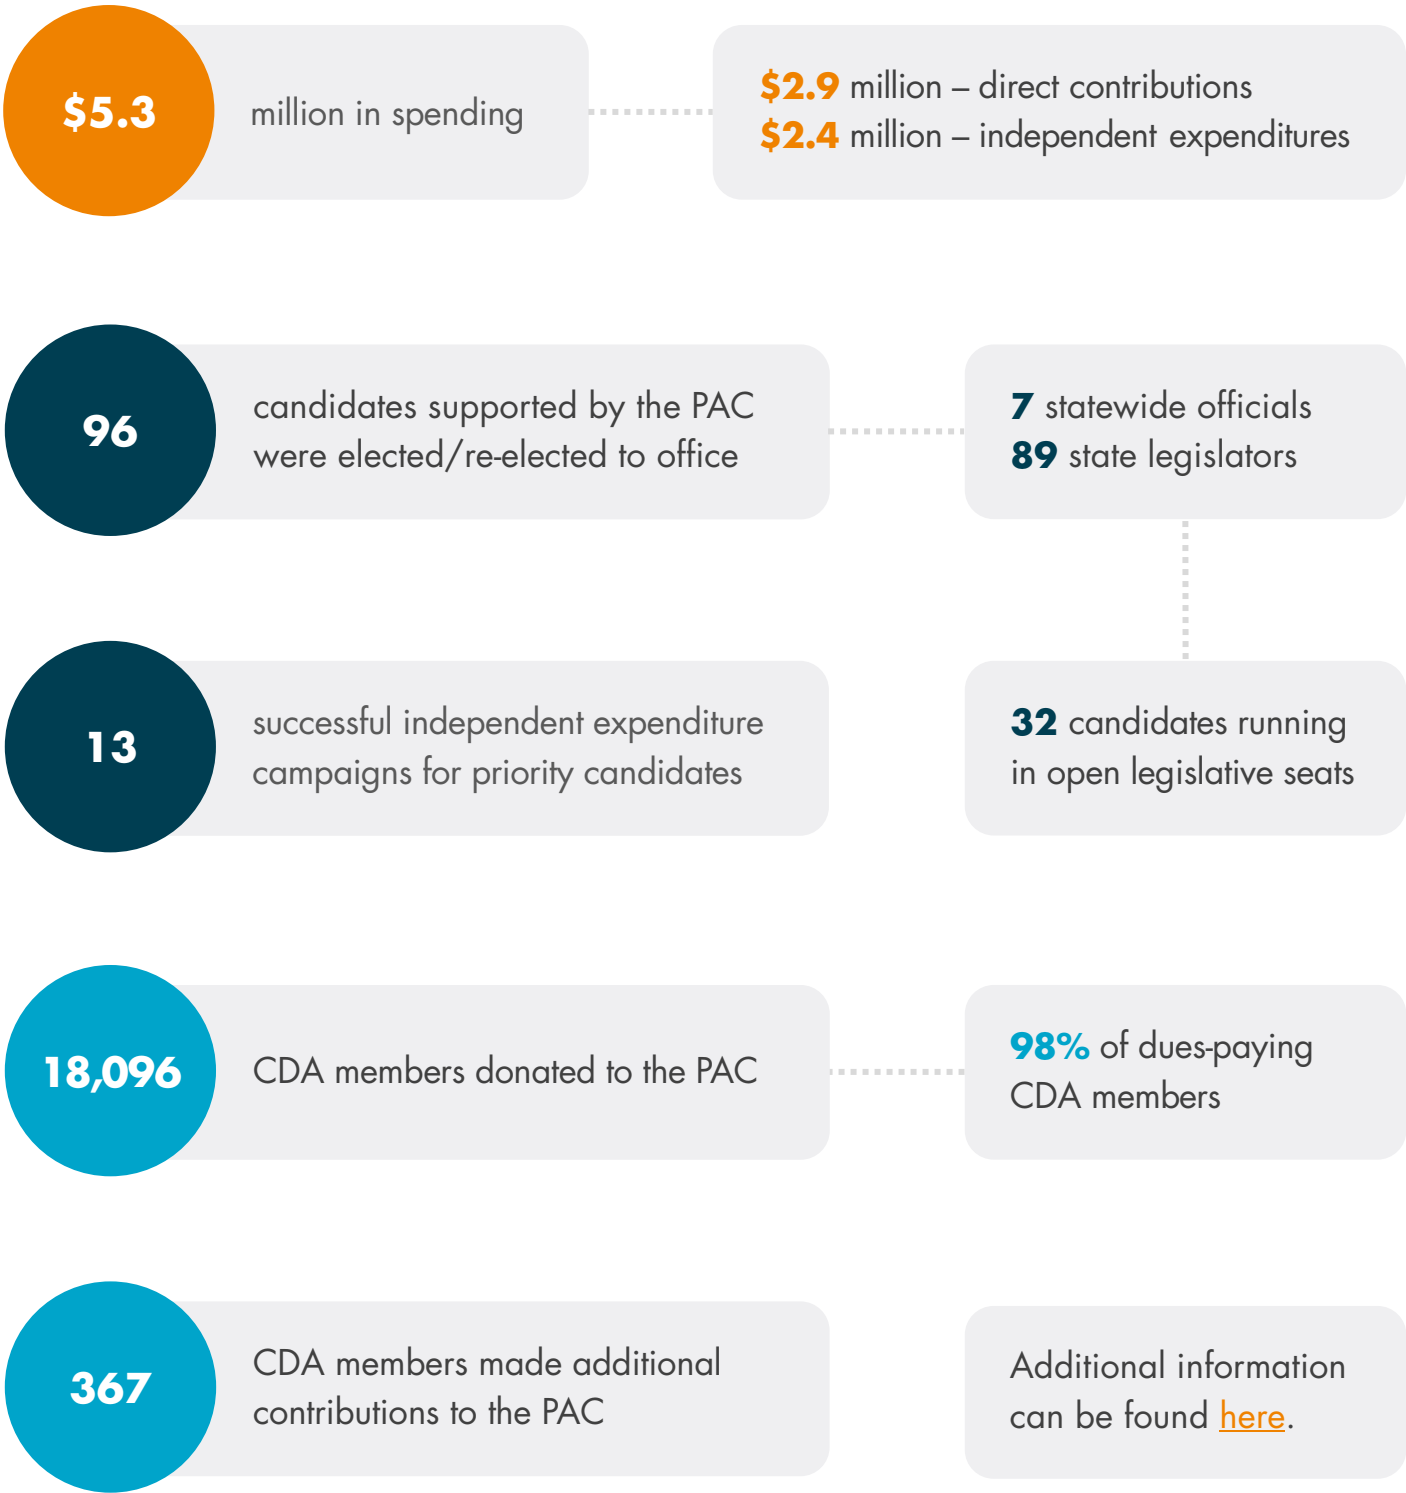 $5.3
million in spending
$2.9 million – direct contributions
$2.4 million – independent expenditures
96
candidates supported by the PAC
were elected/re-elected to office
7 statewide officials
89 state legislators
13
successful independent expenditure
campaigns for priority candidates
32 candidates running
in open legislative seats
18,096
CDA members donated to the PAC
98% of dues-paying
CDA members
367
CDA members made additional
contributions to the PAC
Additional information
can be found here.